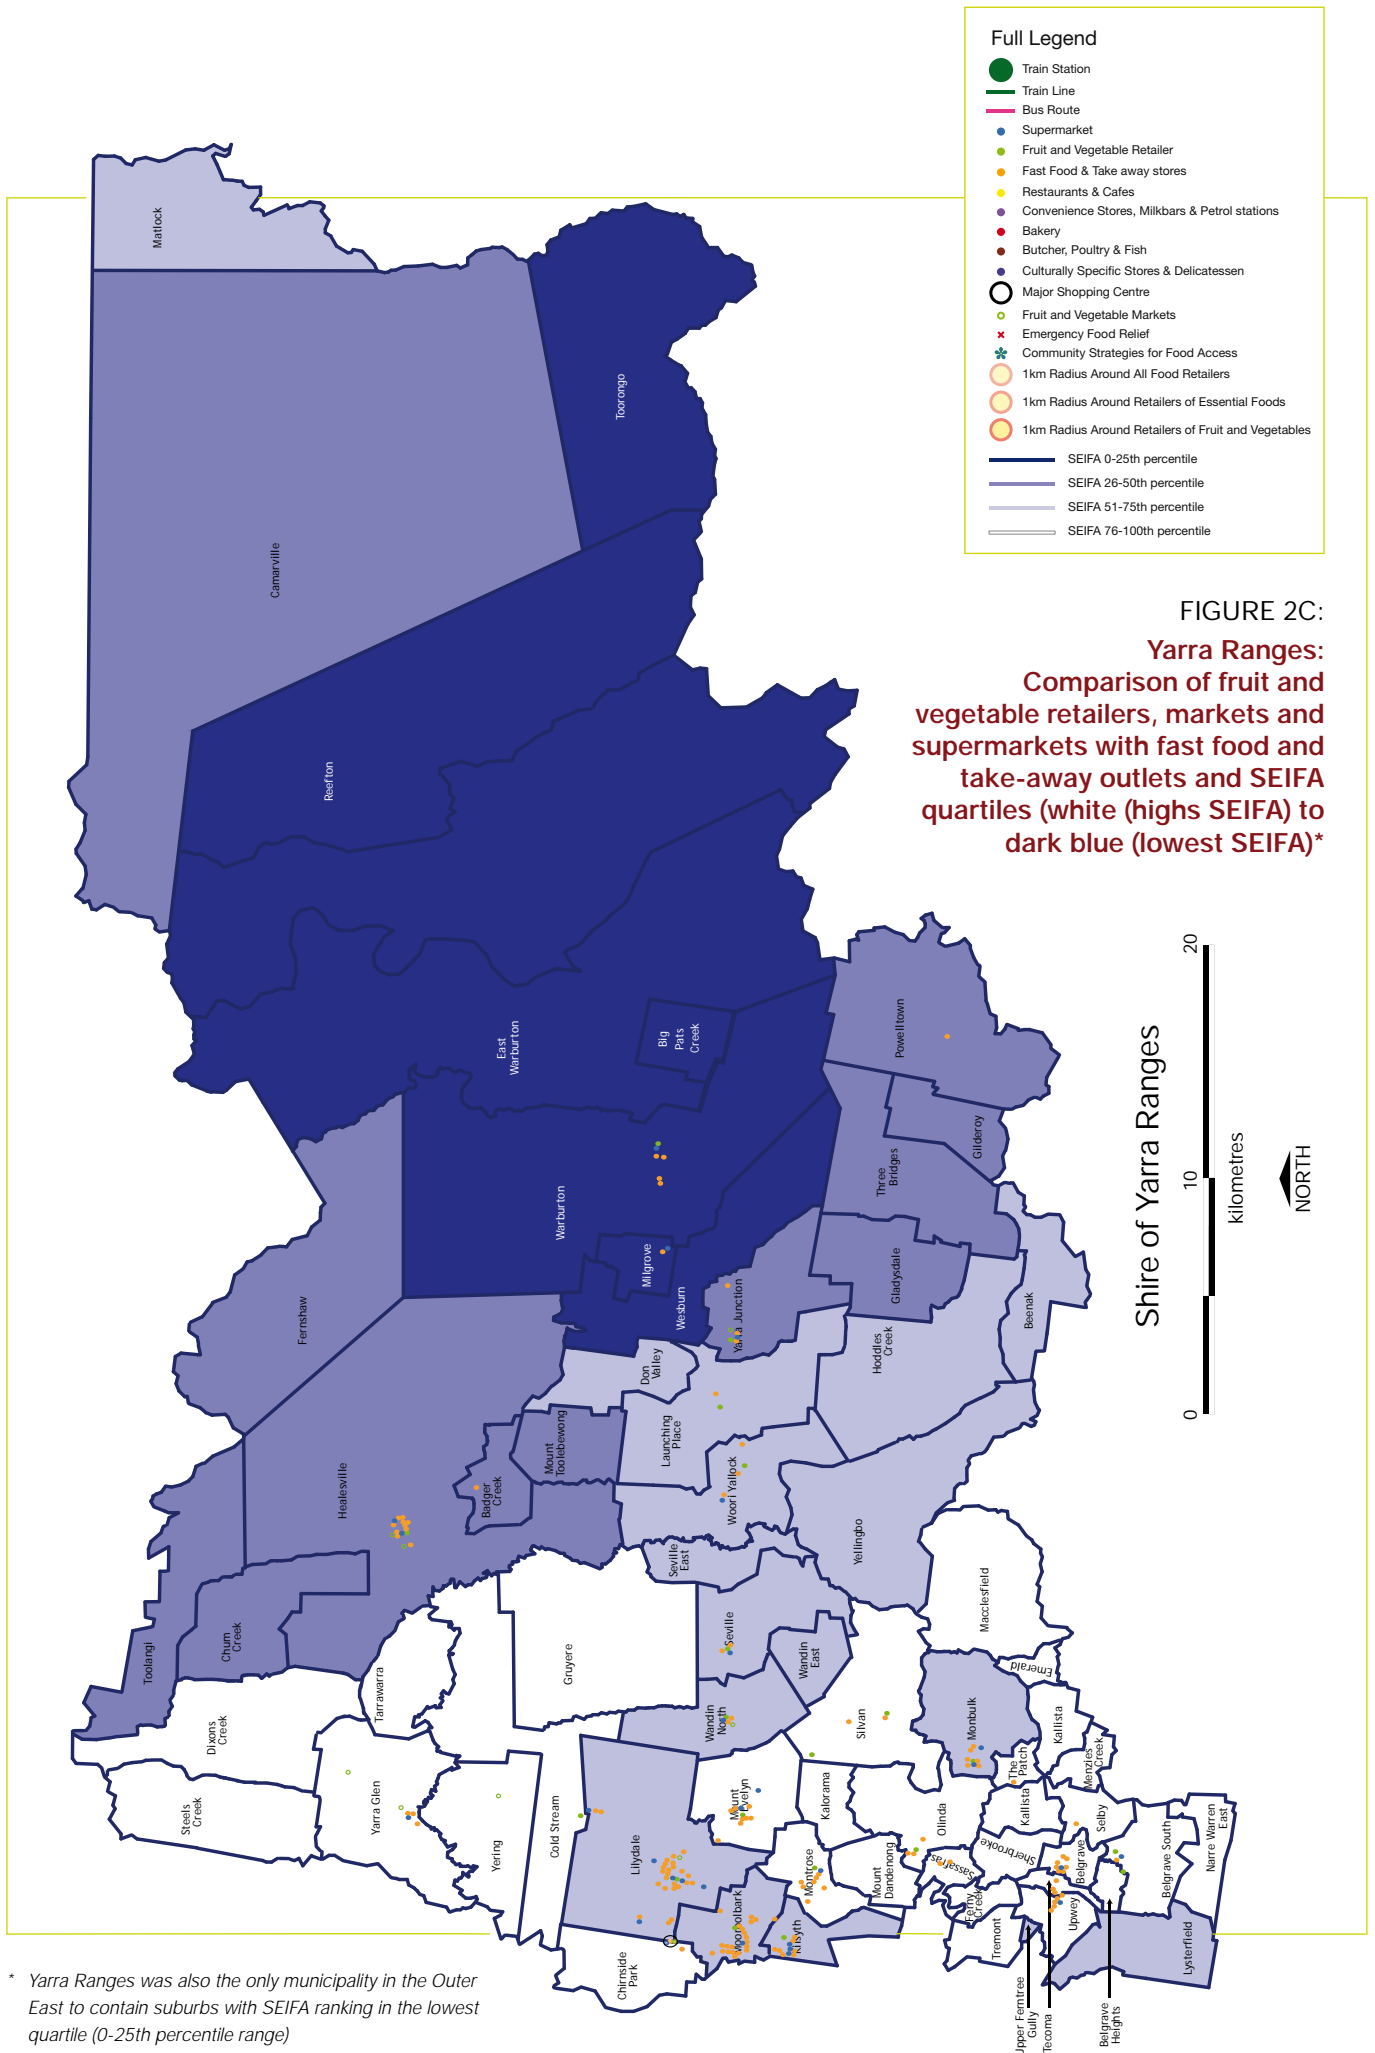 Full Legend
Train Station
Train Line
Bus Route
Supermarket
Fruit and Vegetable Retailer
Fast Food & Take away stores
Restaurants & Cafes
Convenience Stores, Milkbars & Petrol stations
Bakery
Butcher, Poultry & Fish
Culturally Specific Stores & Delicatessen
Major Shopping Centre
Fruit and Vegetable Markets
Emergency Food Relief
Community Strategies for Food Access
1km Radius Around All Food Retailers
1km Radius Around Retailers of Essential Foods
1km Radius Around Retailers of Fruit and Vegetables
SEIFA 0-25th percentile
SEIFA 26-50th percentile
SEIFA 51-75th percentile
SEIFA 76-100th percentile
FIGURE 2C:
Yarra Ranges:
Comparison of fruit and
vegetable retailers, markets and
supermarkets with fast food and
take-away outlets and SEIFA
quartiles (white (highs SEIFA) to
dark blue (lowest SEIFA)*
Matlock
Toorongo
Camarville
Reefton
East
Warburton
Big
Pats
Creek
Powelltown
Gilderoy
Three
Bridges
Warburton
Milgrove
Wesburn
Yarra Junction
Gladysdale
Beenak
Hoddles
Creek
Fernshaw
Don
Valley
Launching
Place
Mount
Toolebewong
Badger
Creek
Healesville
Woori Yallock
Yellingbo
Seville
East
Macclesfield
Toolangi
Chum
Creek
Seville
Wandin
East
Gruyere
Emerald
Tarrawarra
Dixons
Creek
Wandin
North
Silvan
Monbulk
Kallista
The
Patch
Menzies
Creek
Steels
Creek
Yarra Glen
Mount
Evelyn
Kalorama
Olinda
Kallista
Selby
Narre Warren
East
Yering
Cold Stream
Lilydale
Montrose
Mount
Dandenong
Sassafras
Sherbrooke
Belgrave
Belgrave South
Ferny
Creek
Tremont
Upwey
Wooroolbark
Kilsyth
Chirnside
Park
Lysterfield
Upper Ferntree
Gully
Tecoma
Belgrave
Heights
Shire of Yarra Ranges
0
10
20
kilometres
NORTH
* Yarra Ranges was also the only municipality in the Outer
East to contain suburbs with SEIFA ranking in the lowest
quartile (0-25th percentile range)